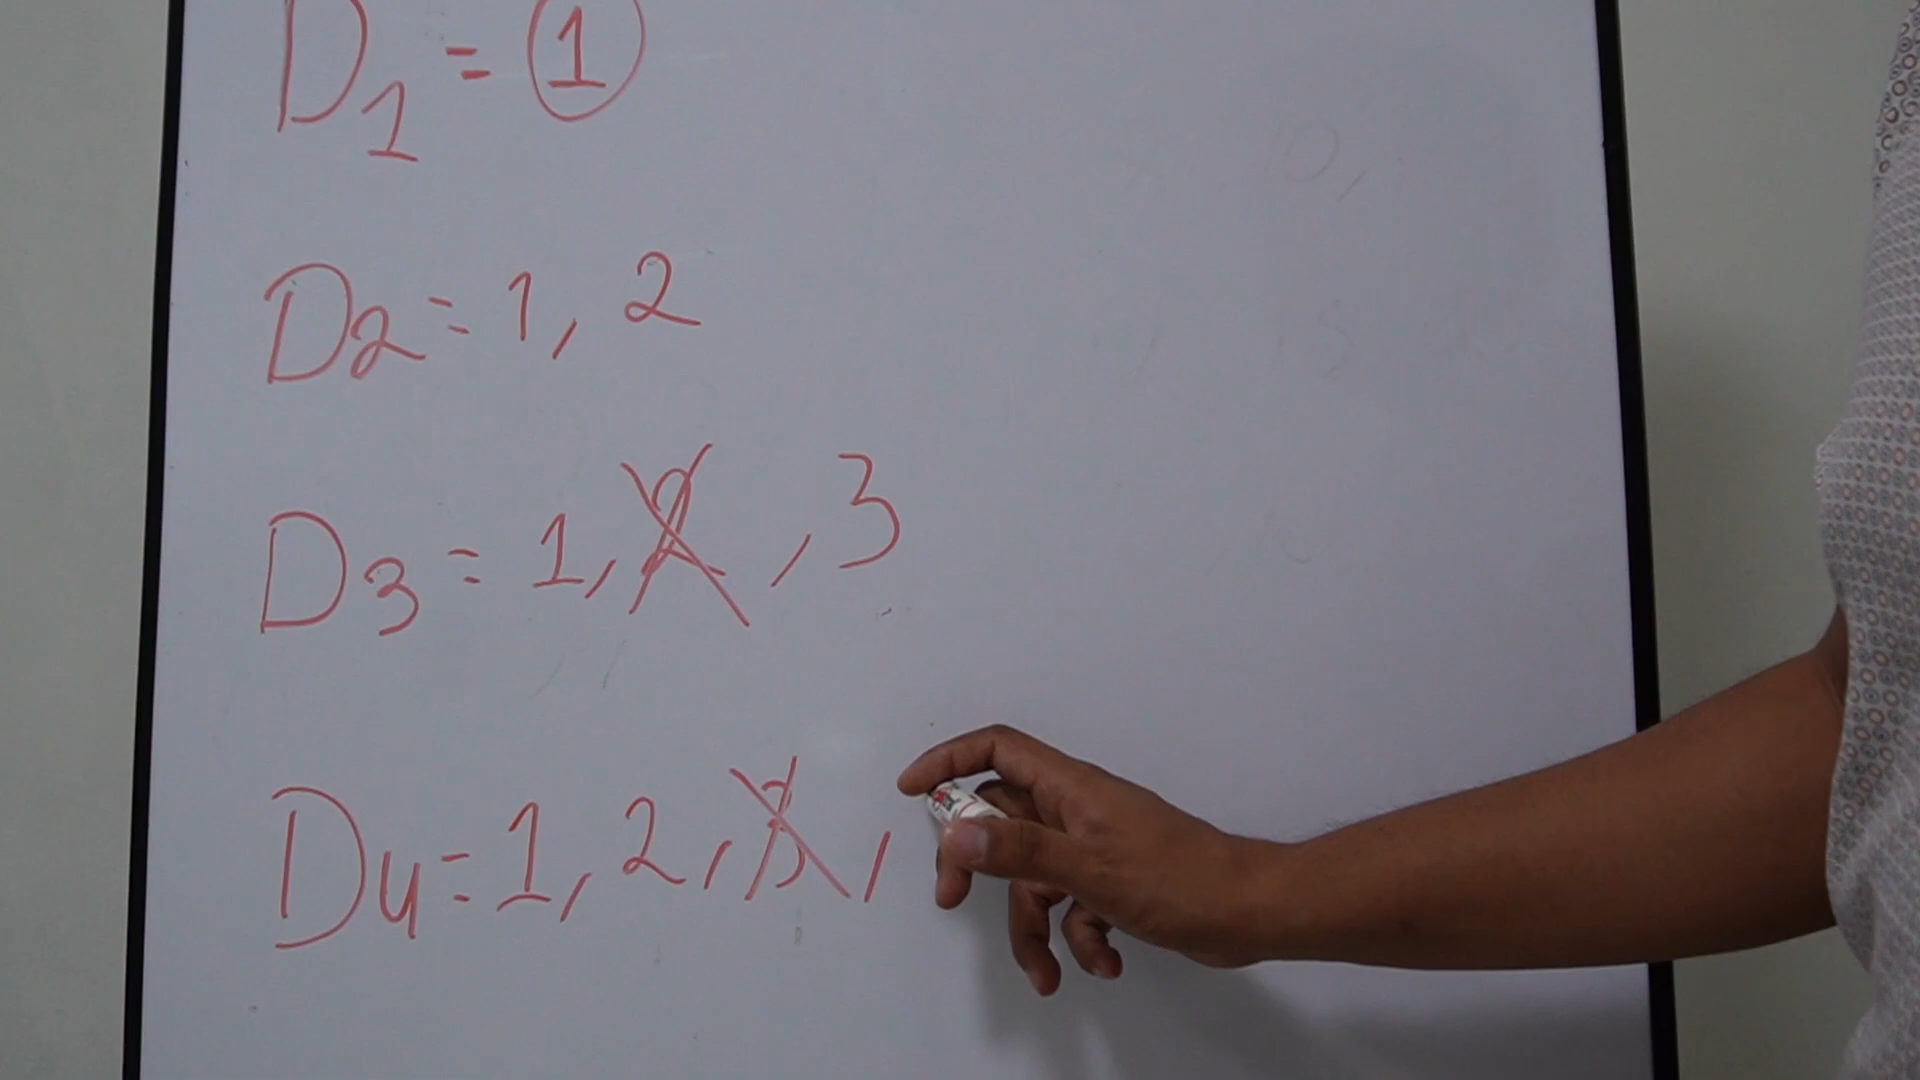 D1 = 1
D2 = 1, 2
D3 = 1, 2, 3
D4 = 1, 2, 3,